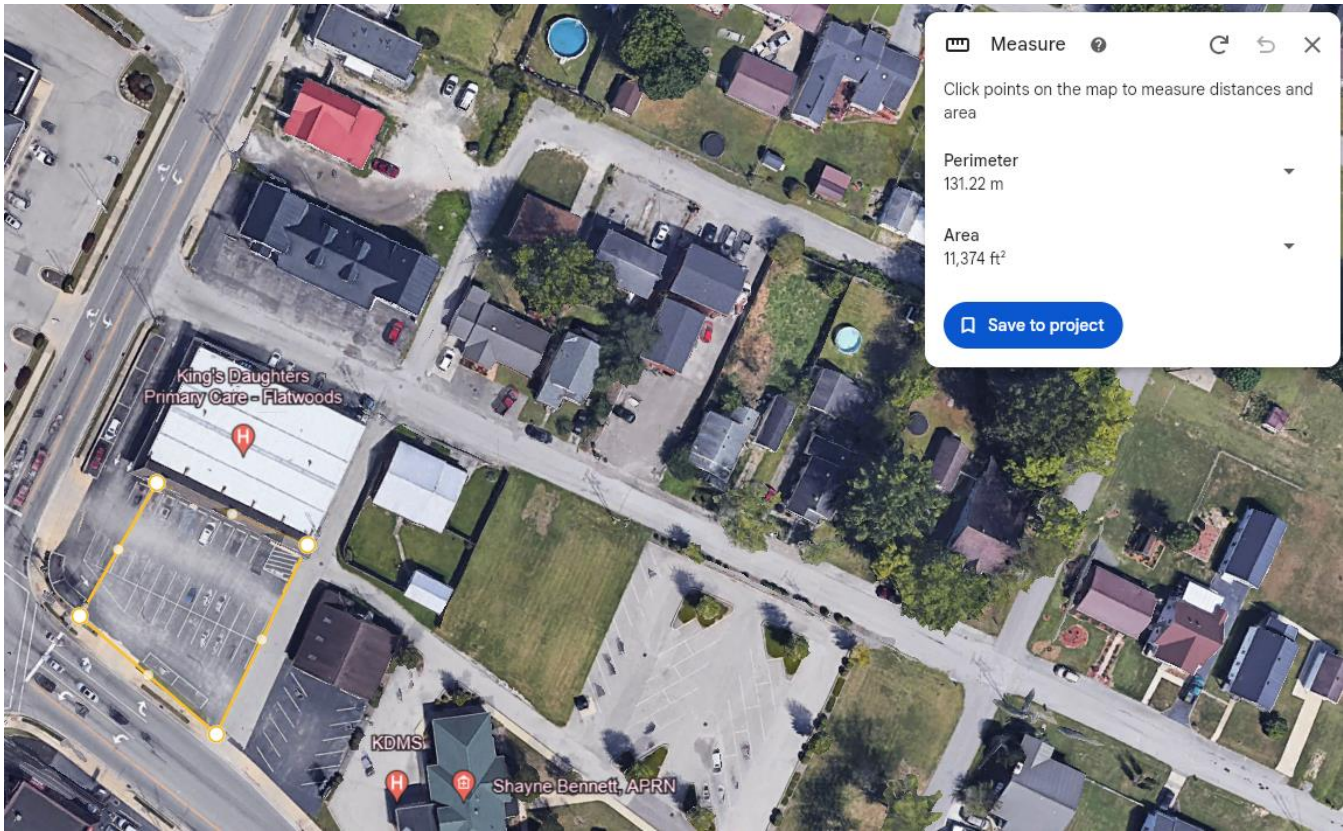 Measure
Click points on the map to measure distances and
area
Perimeter
131.22 m
Area
11,374 ft²
Save to project
King's Daughters
Primary Care - Flatwoods
H
KDMS
H
Shayne Bennett, APRN